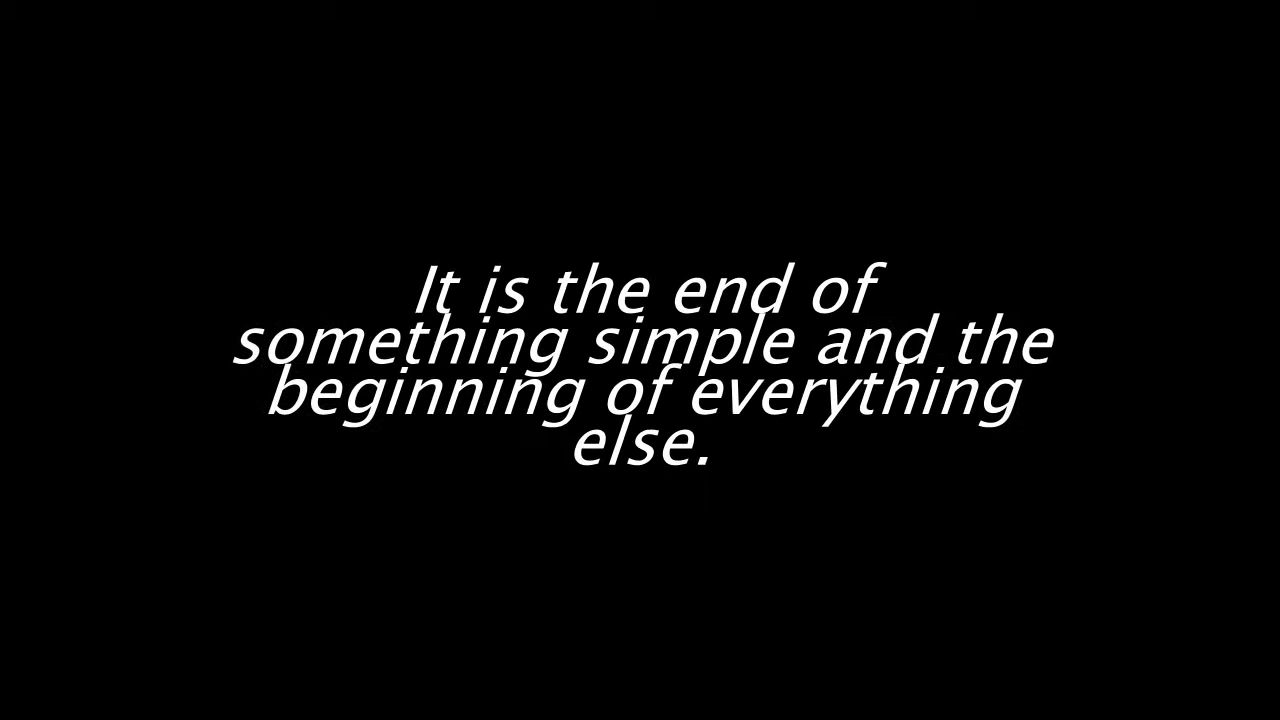 It is the end of
something simple and the
beginning of everything
else.